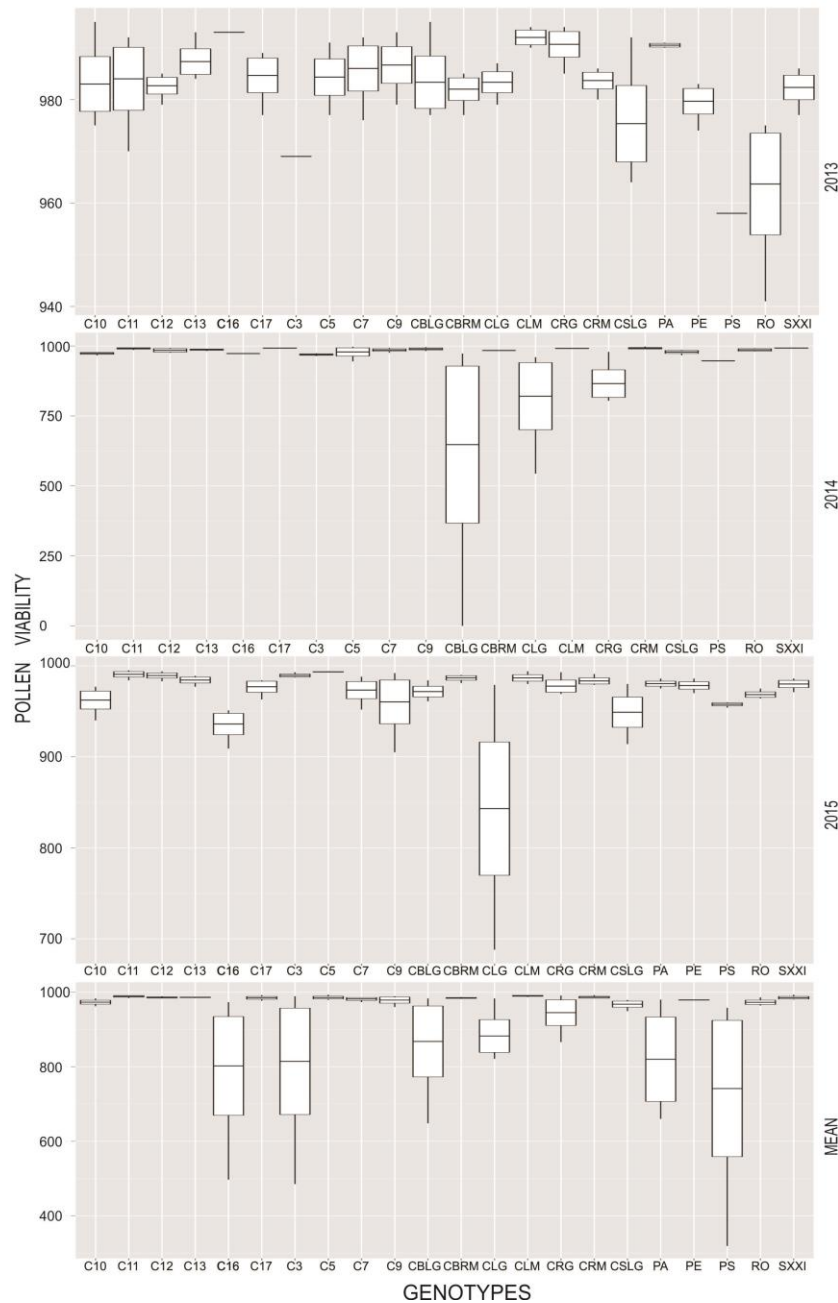 980
960
940
2013
C10 C11 C12 C13 C16 C17 C3 C5 C7 C9 CBLG CBRM CLG CLM CRG CRM CSLG PA PE PS RO SXXI
1000
750
500
250
0
2014
C10 C11 C12 C13 C16 C17 C3 C5 C7 C9 CBLG CBRM CLG CLM CRG CRM CSLG PS RO SXXI
POLLEN VIABILITY
1000
900
800
700
2015
C10 C11 C12 C13 C16 C17 C3 C5 C7 C9 CBLG CBRM CLG CLM CRG CRM CSLG PA PE PS RO SXXI
1000
800
600
400
MEAN
C10 C11 C12 C13 C16 C17 C3 C5 C7 C9 CBLG CBRM CLG CLM CRG CRM CSLG PA PE PS RO SXXI
GENOTYPES